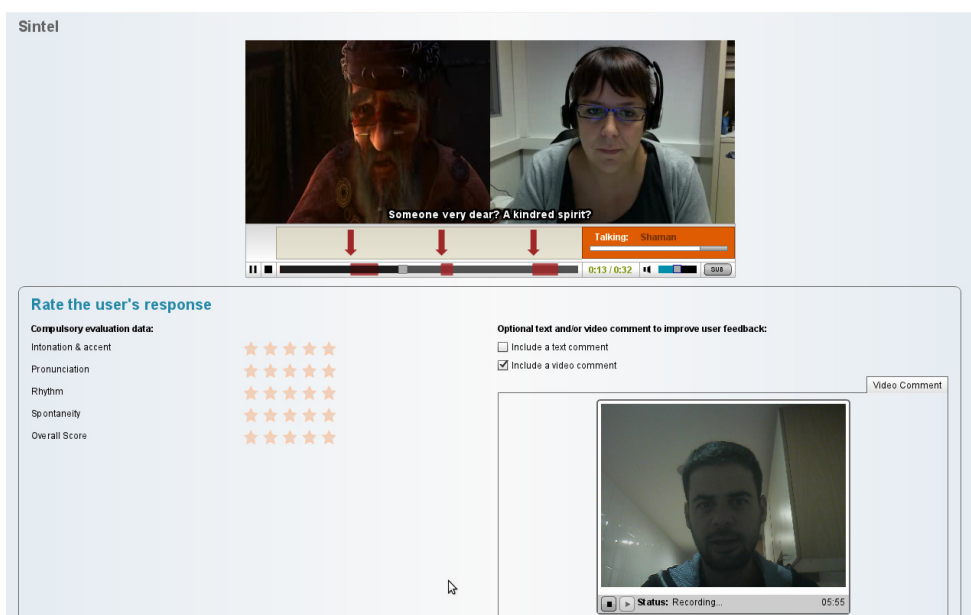 Sintel
Someone very dear? A kindred spirit?
Talking: Shaman
0:13 / 0:32
SUB
Rate the user's response
Compulsory evaluation data:
Intonation & accent
Pronunciation
Rhythm
Spontaneity
Overall Score
Optional text and/or video comment to improve user feedback:
Include a text comment
Include a video comment
Video Comment
Status: Recording... 05:55